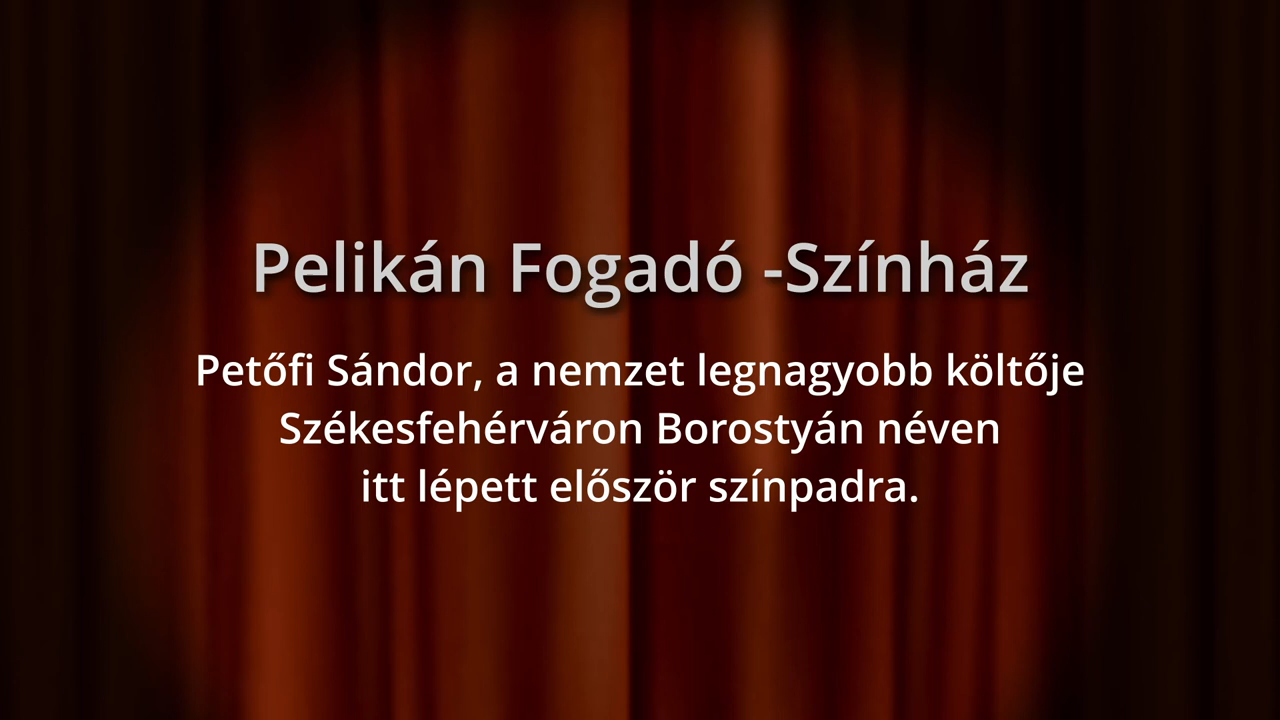 Pelikán Fogadó -Színház
Petőfi Sándor, a nemzet legnagyobb költője
Székesfehérváron Borostyán néven
itt lépett először színpadra.